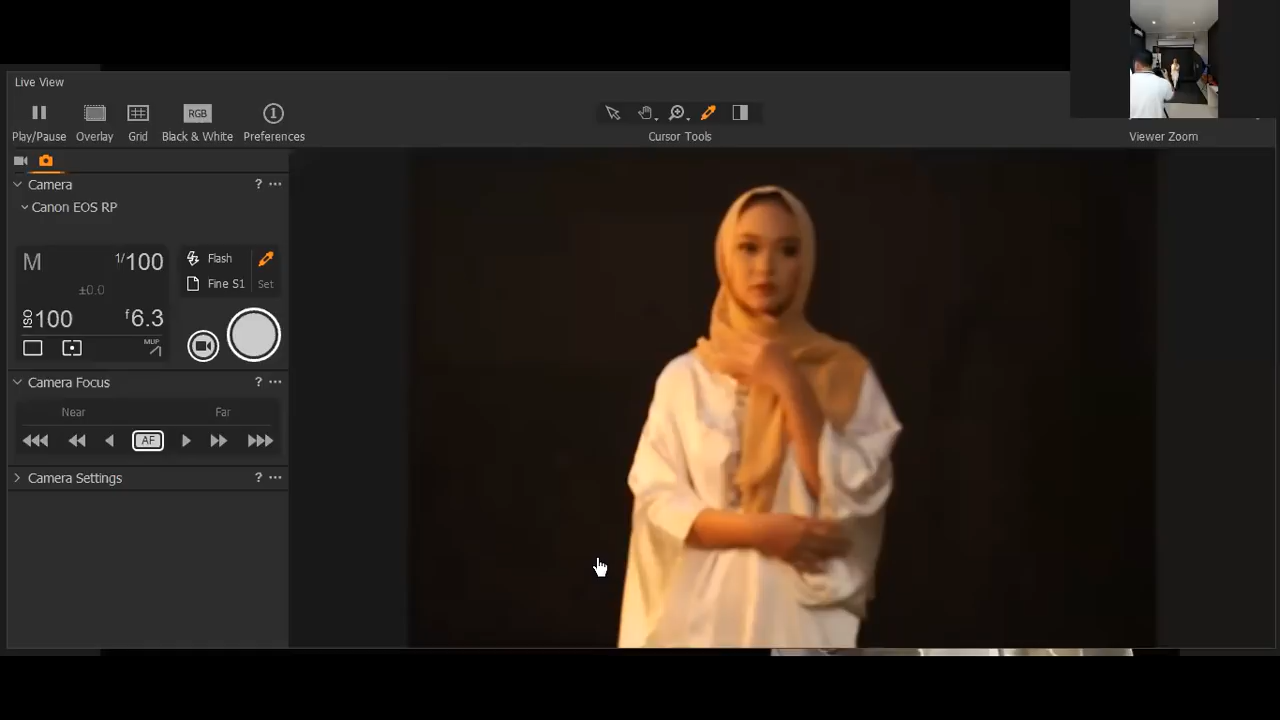 Live View
Play/Pause Overlay Grid RGB Black & White Preferences
Cursor Tools
Viewer Zoom
Camera ? ...
Canon EOS RP
M 1/100
±0.0
ISO 100 f6.3
MUP
Flash
Fine S1 Set
Camera Focus ? ...
Near Far
AF
Camera Settings ? ...